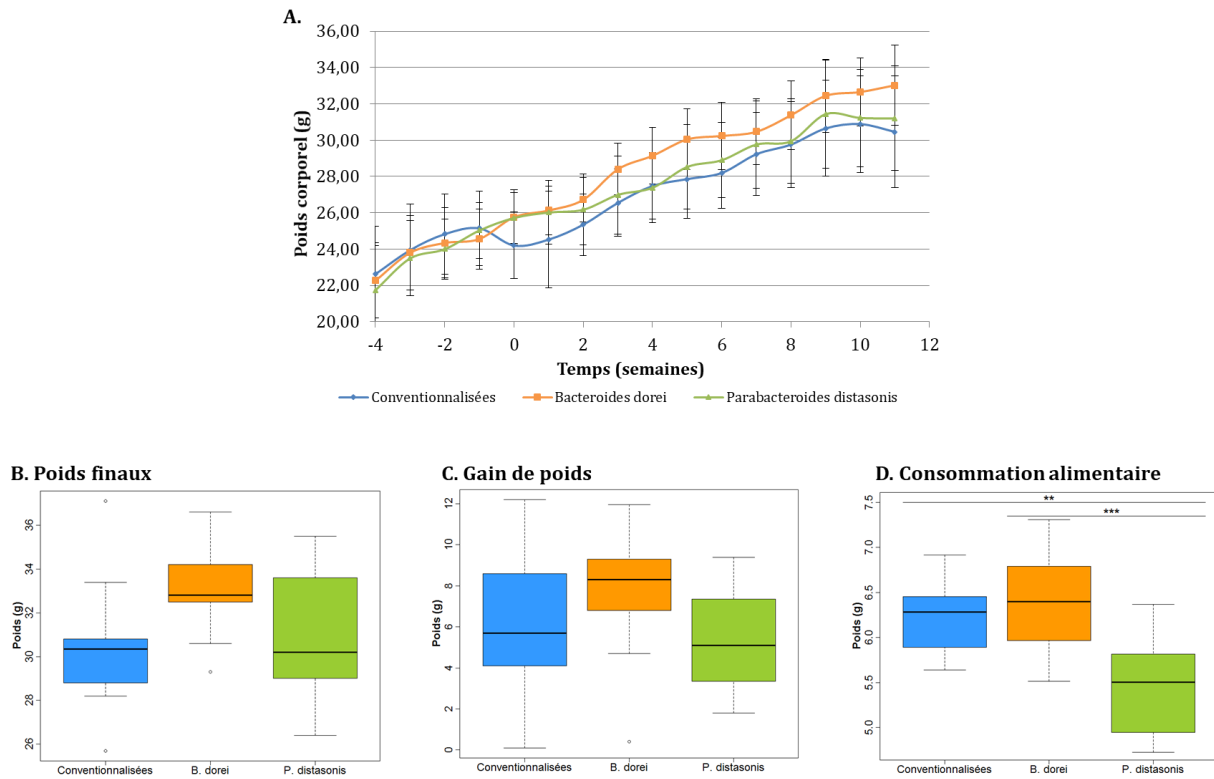 A.
36,00
34,00
32,00
30,00
28,00
26,00
24,00
22,00
20,00
Poids corporel (g)
-4 -2 0 2 4 6 8 10 12
Temps (semaines)
Conventionnalisées Bacteroides dorei Parabacteroides distasonis
B. Poids finaux
Poids (g)
36
34
32
30
28
26
Conventionnalisées B. dorei P. distasonis
C. Gain de poids
Poids (g)
12
10
8
6
4
2
0
Conventionnalisées B. dorei P. distasonis
D. Consommation alimentaire
Poids (g)
7.5
7.0
6.5
6.0
5.5
5.0
**
***
Conventionnalisées B. dorei P. distasonis